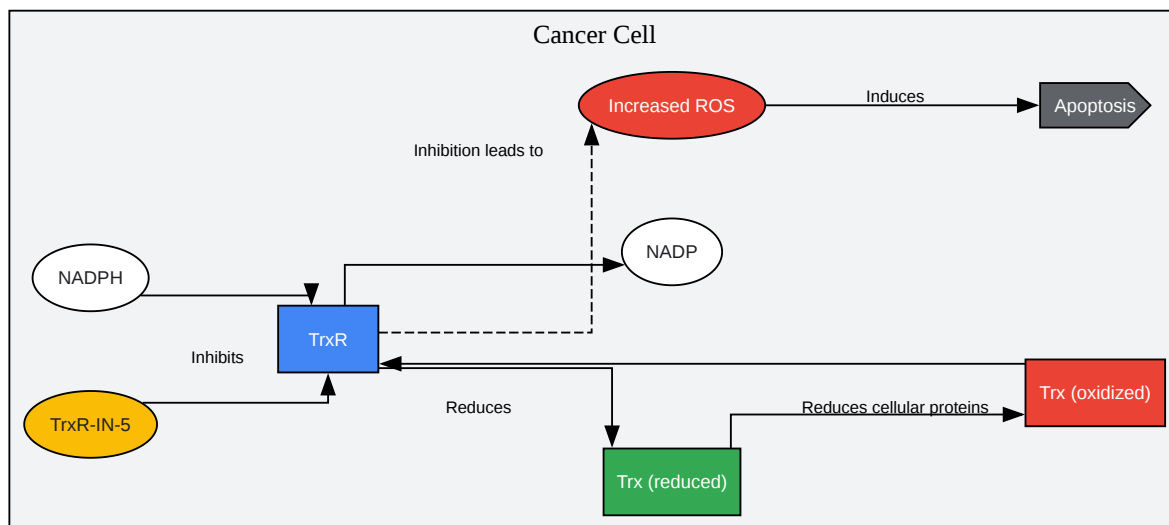 Cancer Cell
Increased ROS
Induces
Apoptosis
Inhibition leads to
NADPH
NADP
TrxR
Inhibits
TrxR-IN-5
Reduces
Reduces cellular proteins
Trx (oxidized)
Trx (reduced)